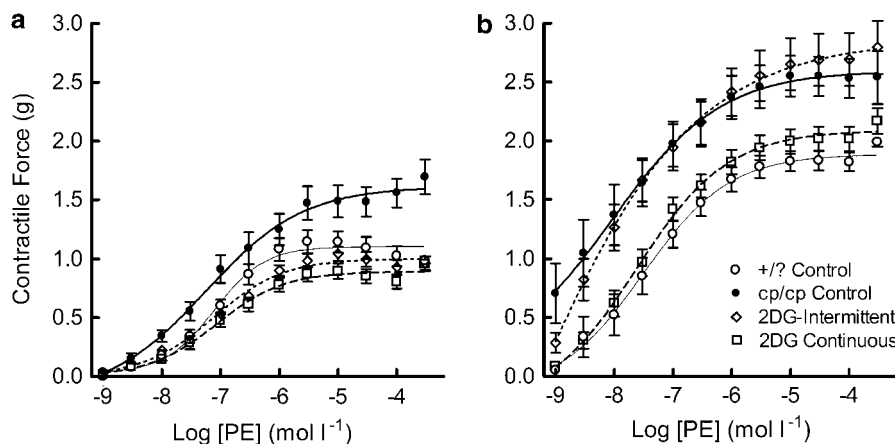 a
b
Contractile Force (g)
3.0
2.5
2.0
1.5
1.0
0.5
0.0
-9
-8
-7
-6
-5
-4
Log [PE] (mol l⁻¹)
3.0
2.5
2.0
1.5
1.0
0.5
0.0
-9
-8
-7
-6
-5
-4
Log [PE] (mol l⁻¹)
+/? Control
cp/cp Control
2DG-Intermittent
2DG Continuous